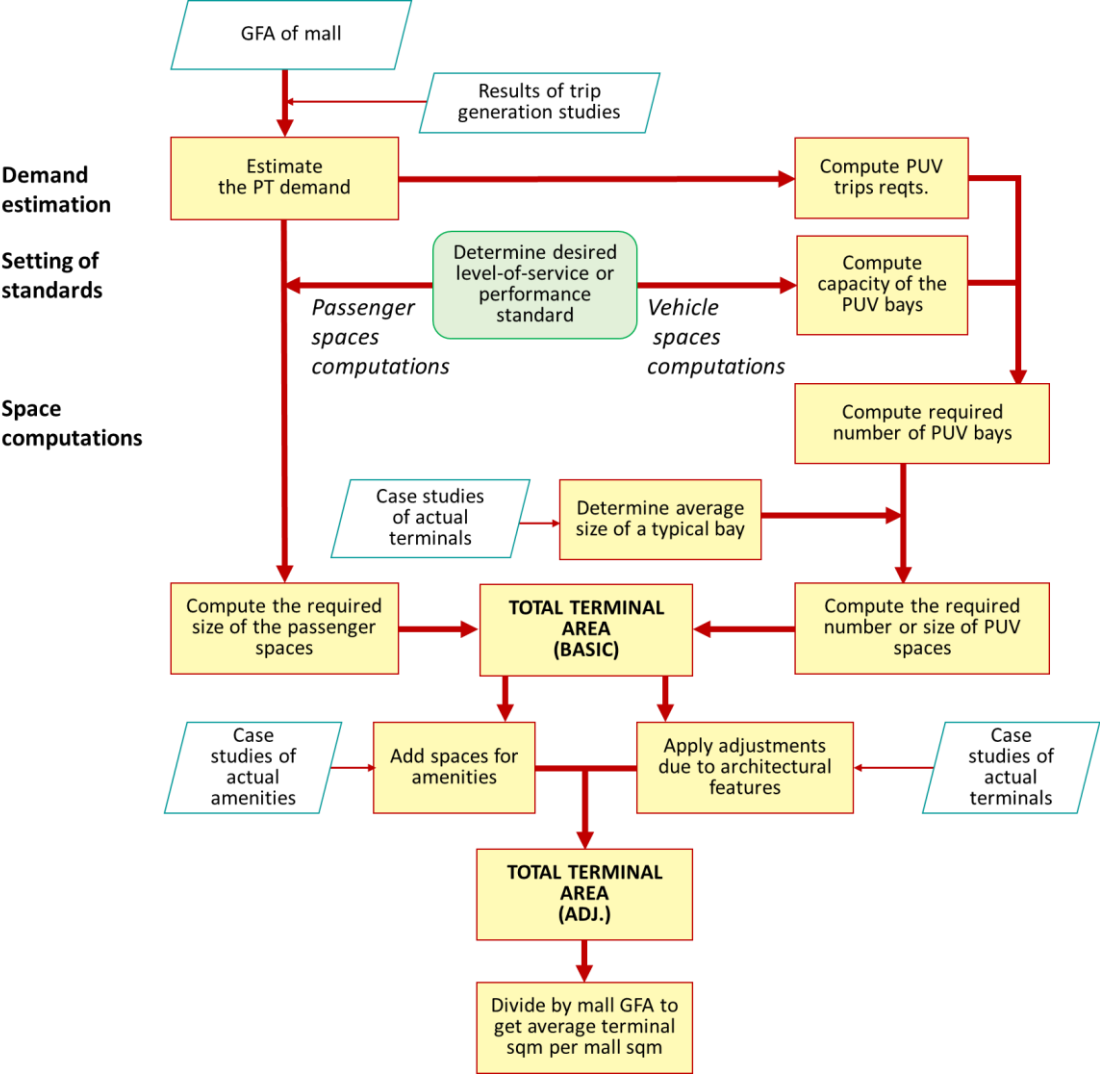 GFA of mall
Results of trip
generation studies
Demand
estimation
Estimate
the PT demand
Compute PUV
trips reqts.
Setting of
standards
Determine desired
level-of-service or
performance
standard
Compute
capacity of the
PUV bays
Passenger
spaces
computations
Vehicle
spaces
computations
Space
computations
Compute required
number of PUV bays
Case studies
of actual
terminals
Determine average
size of a typical bay
Compute the required
size of the passenger
spaces
TOTAL TERMINAL
AREA
(BASIC)
Compute the required
number or size of PUV
spaces
Case
studies of
actual
amenities
Add spaces for
amenities
Apply adjustments
due to architectural
features
Case
studies of
actual
terminals
TOTAL TERMINAL
AREA
(ADJ.)
Divide by mall GFA to
get average terminal
sqm per mall sqm